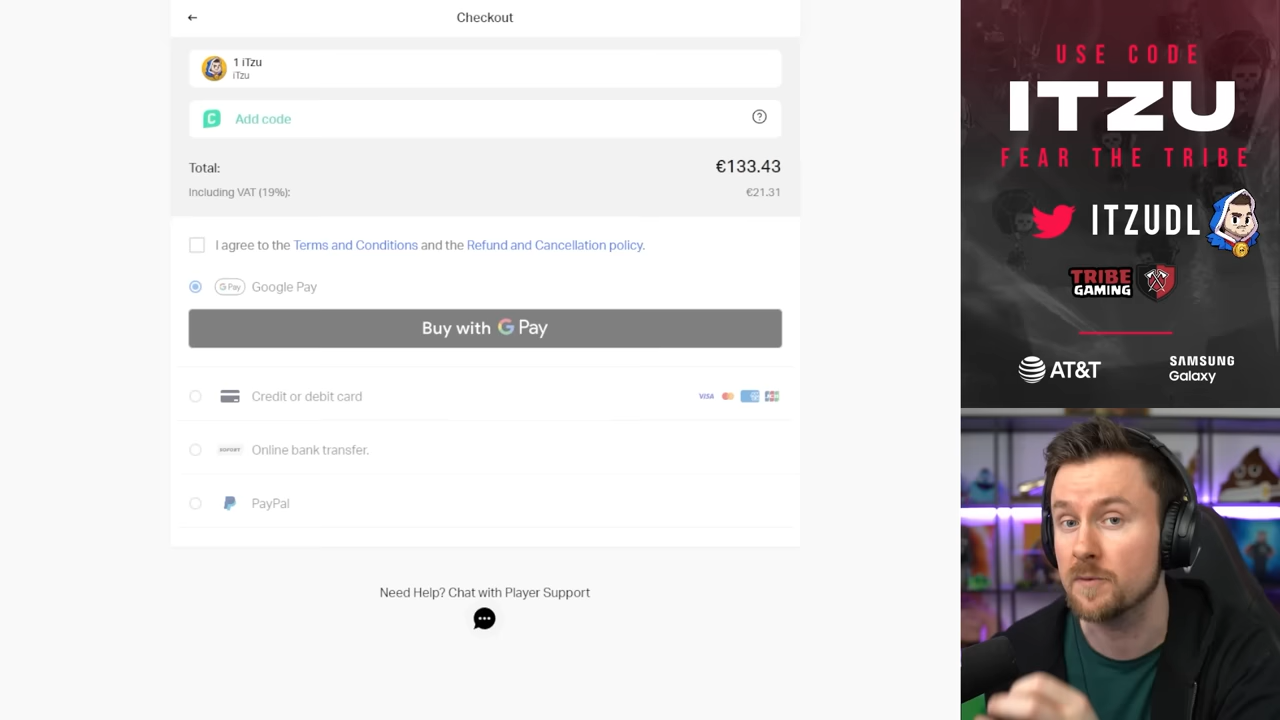 Checkout
1 iTzu
iTzu
C Add code
Total: €133.43
Including VAT (19%): €21.31
I agree to the Terms and Conditions and the Refund and Cancellation policy.
G Pay Google Pay
Buy with G Pay
Credit or debit card VISA
SOFORT Online bank transfer.
PayPal
Need Help? Chat with Player Support
USE CODE
ITZU
FEAR THE TRIBE
ITZUDL
TRIBE
GAMING
AT&T
SAMSUNG
Galaxy